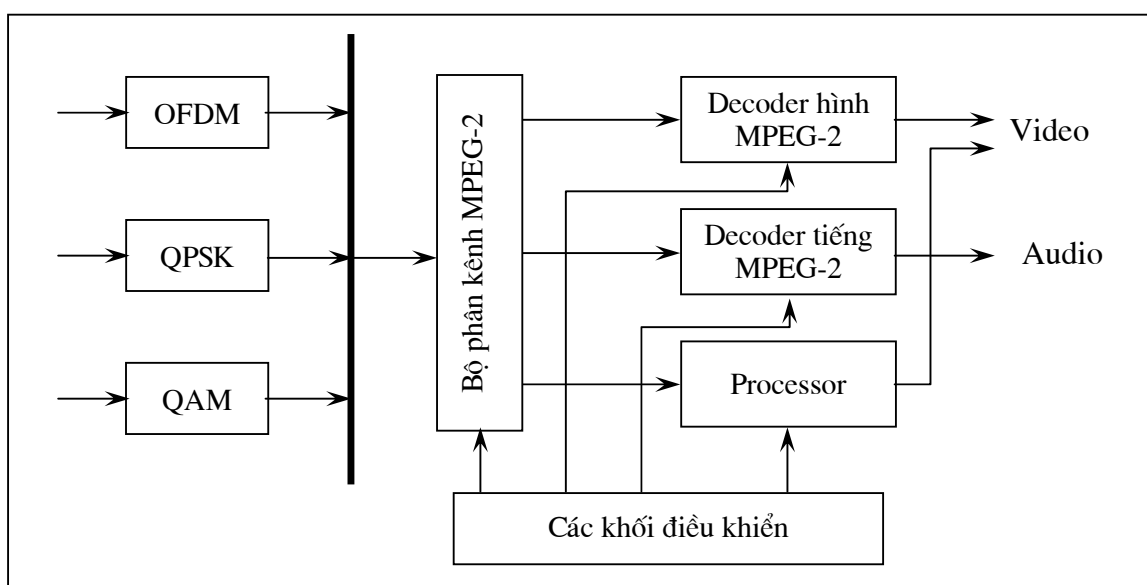 OFDM
QPSK
QAM
Bộ phân kênh MPEG-2
Decoder hình
MPEG-2
Decoder tiếng
MPEG-2
Processor
Các khối điều khiển
Video
Audio